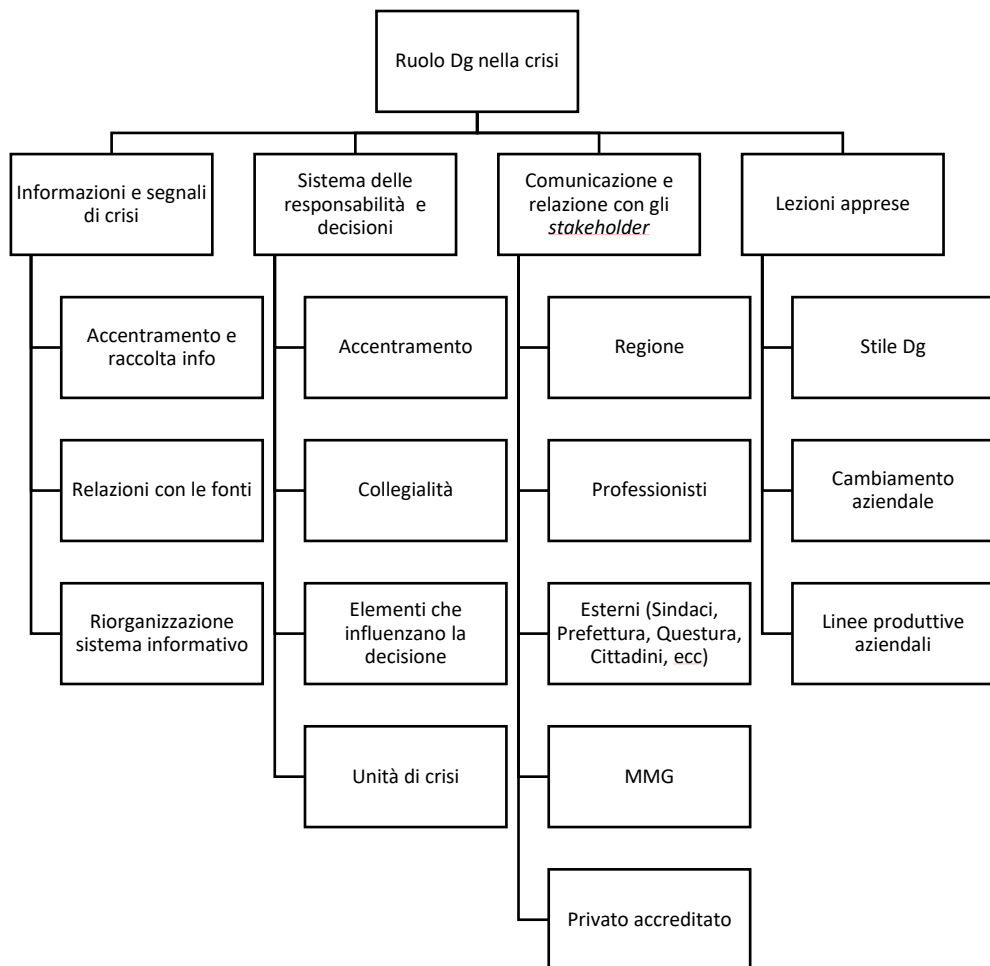 Ruolo Dg nella crisi
Informazioni e segnali
di crisi
Sistema delle
responsabilità e
decisioni
Comunicazione e
relazione con gli
stakeholder
Lezioni apprese
Accentramento e
raccolta info
Accentramento
Regione
Stile Dg
Relazioni con le fonti
Collegialità
Professionisti
Cambiamento
aziendale
Riorganizzazione
sistema informativo
Elementi che
influenzano la
decisione
Esterni (Sindaci,
Prefettura, Questura,
Cittadini, ecc)
Linee produttive
aziendali
Unità di crisi
MMG
Privato accreditato